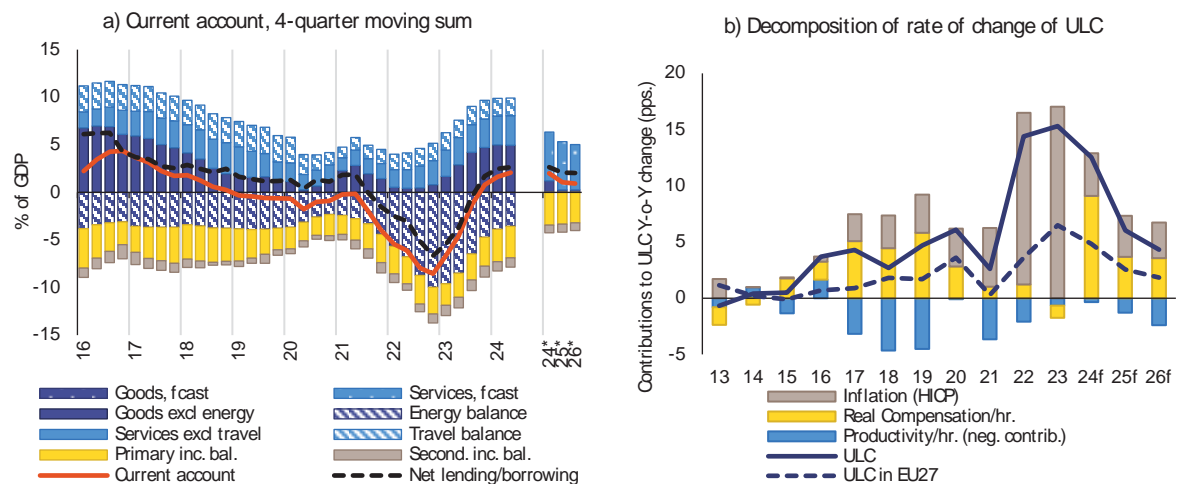 a) Current account, 4-quarter moving sum
% of GDP
15
10
5
0
-5
-10
-15
16
17
18
19
20
21
22
23
24
24*
25*
26*
Goods, fcast
Services, fcast
Goods excl energy
Energy balance
Services excl travel
Travel balance
Primary inc. bal.
Second. inc. bal.
Current account
Net lending/borrowing
b) Decomposition of rate of change of ULC
Contributions to ULC Y-o- Y change (pps.)
20
15
10
5
0
-5
13 14 15 16 17 18 19 20 21 22 23 24f 25f 26f
Inflation (HICP)
Real Compensation/hr.
Productivity/hr. (neg. contrib.)
ULC
ULC in EU27